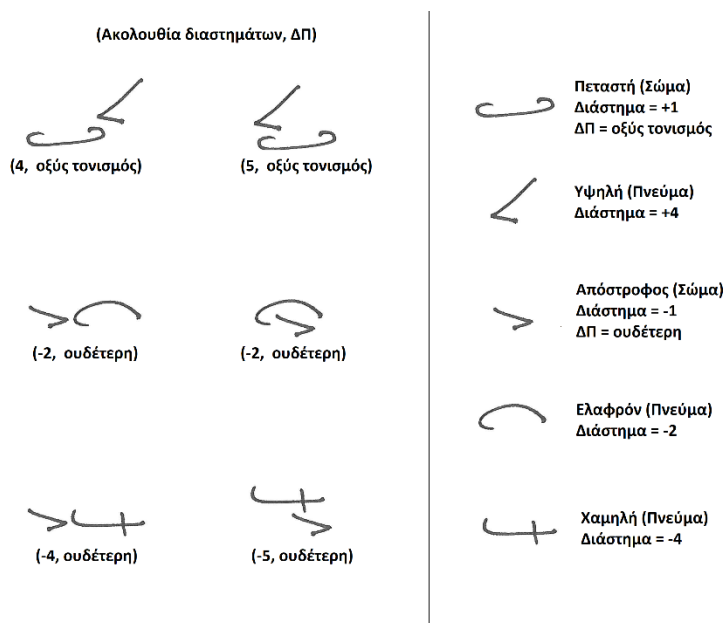 (Ακολουθία διαστημάτων, ΔΠ)
(4, οξύς τονισμός)
(5, οξύς τονισμός)
(-2, ουδέτερη)
(-2, ουδέτερη)
(-4, ουδέτερη)
(-5, ουδέτερη)
Πεταστή (Σώμα)
Διάστημα = +1
ΔΠ = οξύς τονισμός
Υψηλή (Πνεύμα)
Διάστημα = +4
Απόστροφος (Σώμα)
Διάστημα = -1
ΔΠ = ουδέτερη
Ελαφρόν (Πνεύμα)
Διάστημα = -2
Χαμηλή (Πνεύμα)
Διάστημα = -4